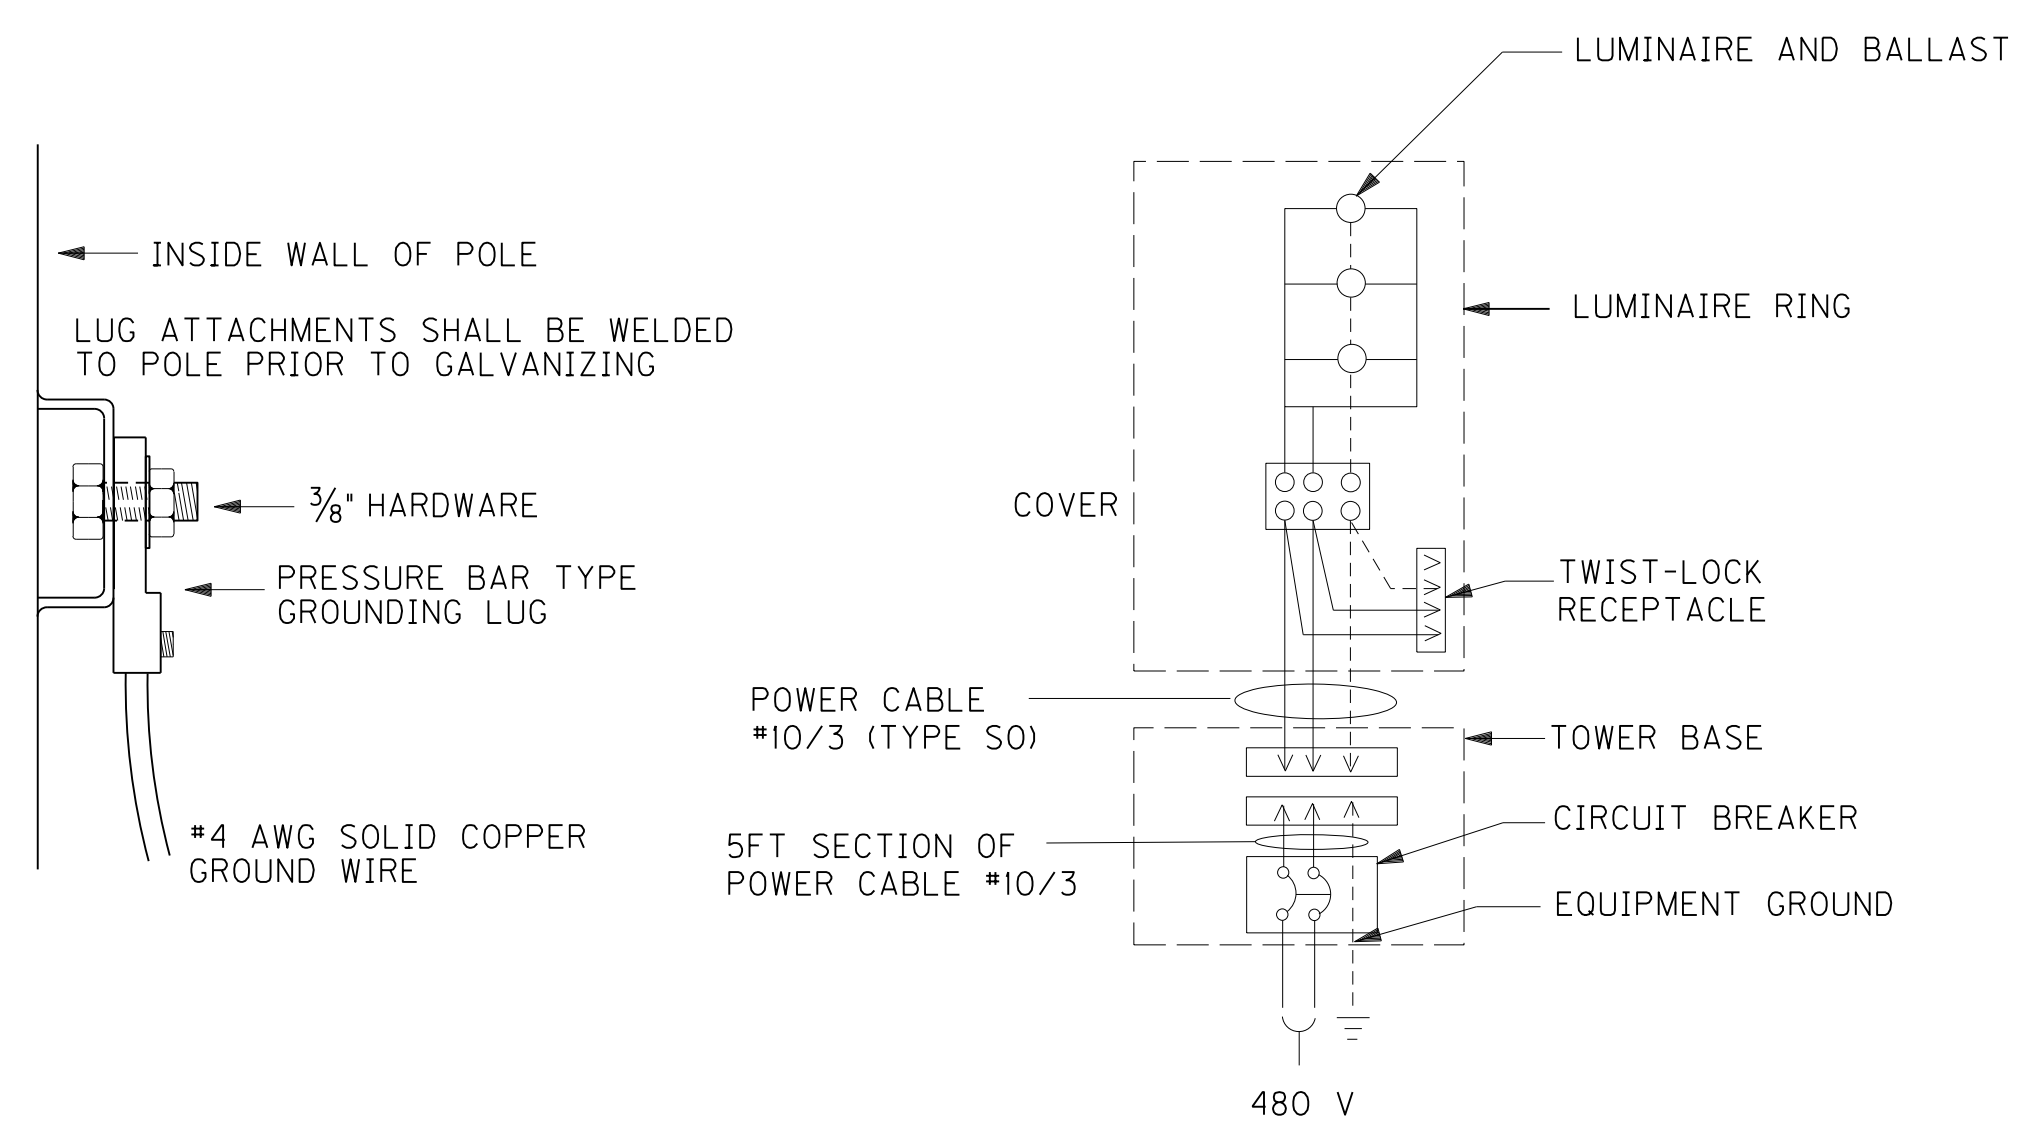 INSIDE WALL OF POLE
LUG ATTACHMENTS SHALL BE WELDED
TO POLE PRIOR TO GALVANIZING
3/8" HARDWARE
PRESSURE BAR TYPE
GROUNDING LUG
#4 AWG SOLID COPPER
GROUND WIRE
LUMINAIRE AND BALLAST
LUMINAIRE RING
COVER
TWIST-LOCK
RECEPTACLE
POWER CABLE
#10/3 (TYPE SO)
TOWER BASE
5FT SECTION OF
POWER CABLE #10/3
CIRCUIT BREAKER
EQUIPMENT GROUND
480 V